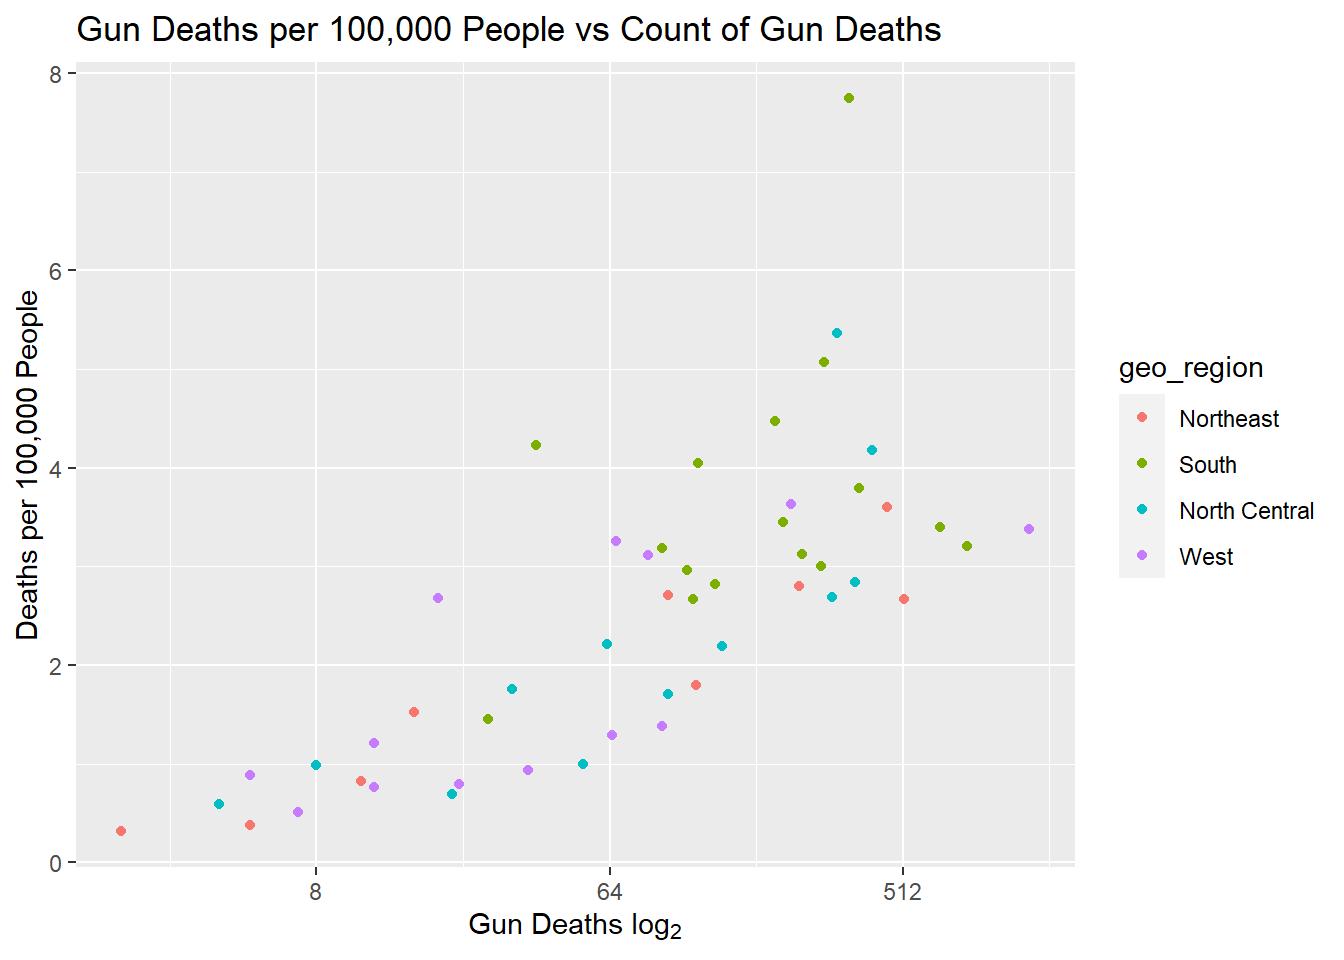 Gun Deaths per 100,000 People vs Count of Gun Deaths
8
6
4
2
0
Deaths per 100,000 People
8 64 512
Gun Deaths log₂
geo_region
Northeast
South
North Central
West